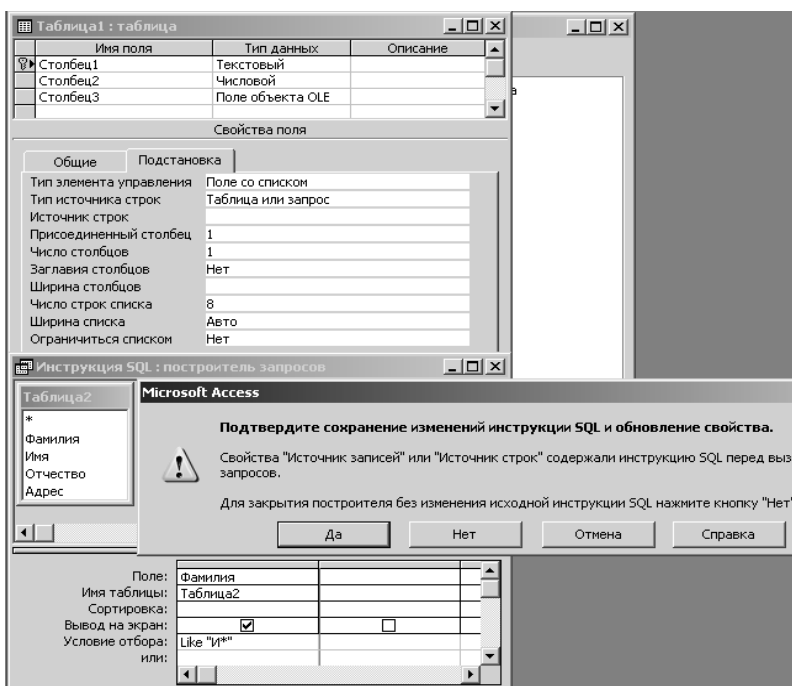 Таблица1 : таблица
Имя поля Тип данных Описание
Столбец1 Текстовый
Столбец2 Числовой
Столбец3 Поле объекта OLE
Свойства поля
Общие Подстановка
Тип элемента управления Поле со списком
Тип источника строк Таблица или запрос
Источник строк
Присоединенный столбец 1
Число столбцов 1
Заглавия столбцов Нет
Ширина столбцов
Число строк списка 8
Ширина списка Авто
Ограничиться списком Нет
Инструкция SQL : построитель запросов
Таблица2
*
Фамилия
Имя
Отчество
Адрес
Microsoft Access
Подтвердите сохранение изменений инструкции SQL и обновление свойства.
Свойства "Источник записей" или "Источник строк" содержали инструкцию SQL перед выз
запросов.
Для закрытия построителя без изменения исходной инструкции SQL нажмите кнопку "Нет"
Да Нет Отмена Справка
Поле: Фамилия
Имя таблицы: Таблица2
Сортировка:
Вывод на экран:
Условие отбора: Like "И*"
или: